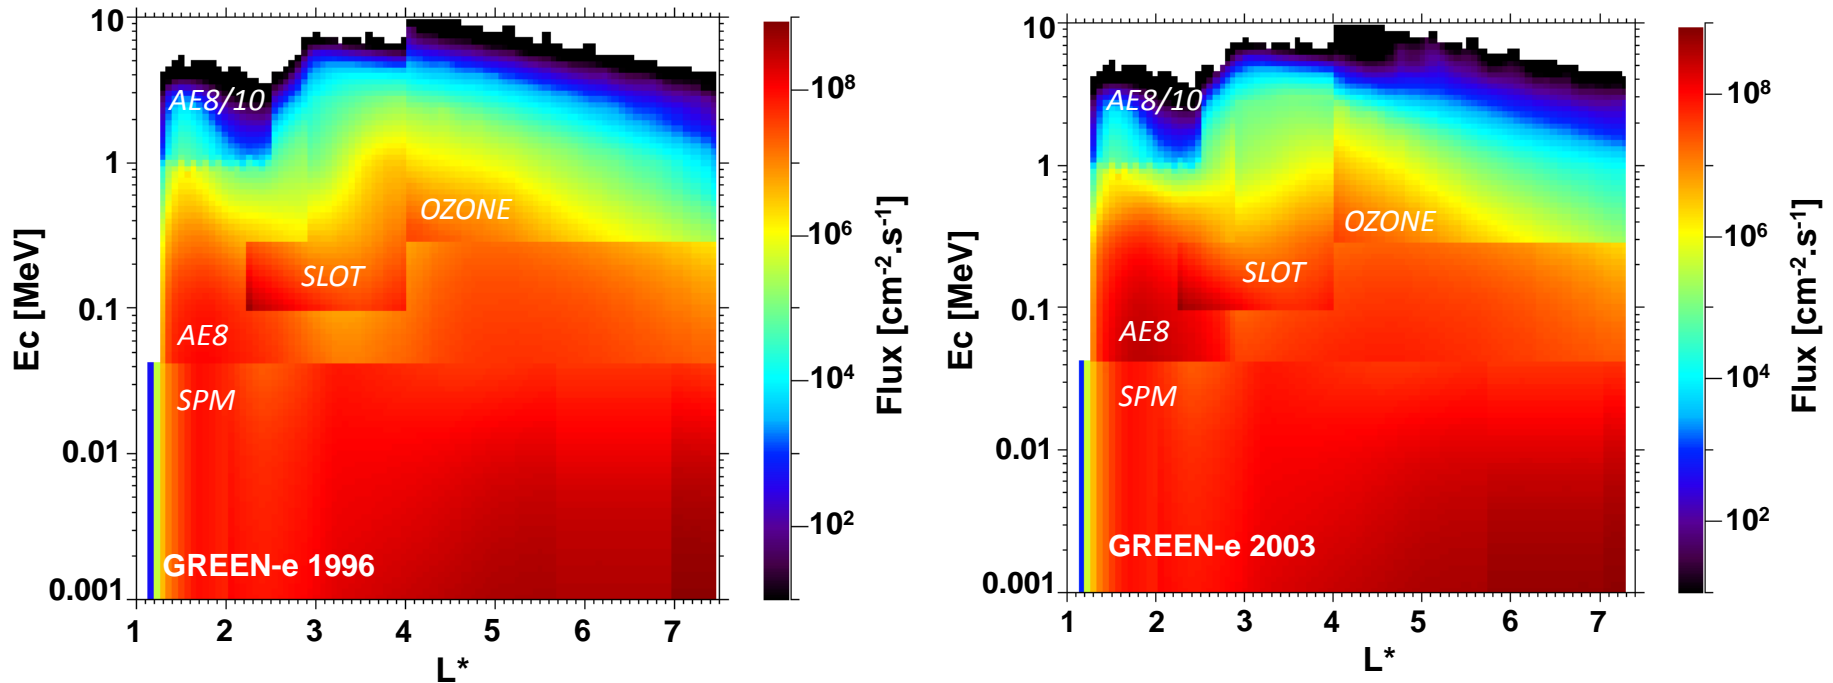 10
1
0.1
0.01
0.001
Ec [MeV]
AE8/10
OZONE
SLOT
AE8
SPM
GREEN-e 1996
1 2 3 4 5 6 7
L*
10⁸
10⁶
10⁴
10²
Flux [cm⁻².s⁻¹]
10
1
0.1
0.01
0.001
Ec [MeV]
AE8/10
OZONE
SLOT
AE8
SPM
GREEN-e 2003
1 2 3 4 5 6 7
L*
10⁸
10⁶
10⁴
10²
Flux [cm⁻².s⁻¹]